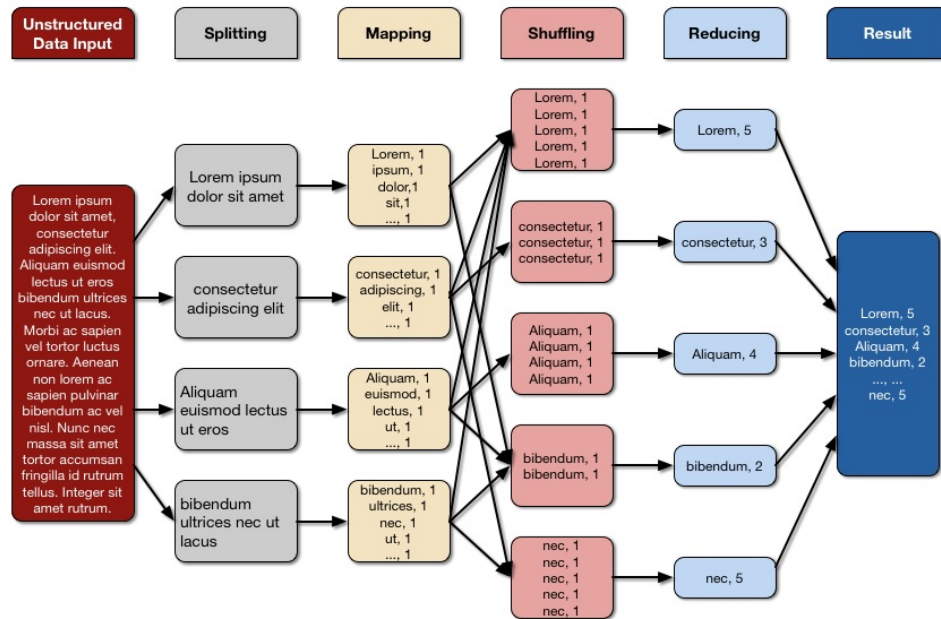 Unstructured
Data Input
Splitting
Mapping
Shuffling
Reducing
Result
Lorem ipsum
dolor sit amet,
consectetur
adipiscing elit.
Aliquam euismod
lectus ut eros
bibendum ultrices
nec ut lacus.
Morbi ac sapien
vel tortor luctus
ornare. Aenean
non lorem ac
sapien pulvinar
bibendum ac vel
nisl. Nunc nec
massa sit amet
tortor accumsan
fringilla id rutrum
tellus. Integer sit
amet rutrum.
Lorem ipsum
dolor sit amet
consectetur
adipiscing elit
Aliquam
euismod lectus
ut eros
bibendum
ultrices nec ut
lacus
Lorem, 1
ipsum, 1
dolor,1
sit,1
..., 1
consectetur, 1
adipiscing, 1
elit, 1
..., 1
Aliquam, 1
euismod, 1
lectus, 1
ut, 1
..., 1
bibendum, 1
ultrices, 1
nec, 1
ut, 1
..., 1
Lorem, 1
Lorem, 1
Lorem, 1
Lorem, 1
Lorem, 1
consectetur, 1
consectetur, 1
consectetur, 1
Aliquam, 1
Aliquam, 1
Aliquam, 1
Aliquam, 1
bibendum, 1
bibendum, 1
nec, 1
nec, 1
nec, 1
nec, 1
nec, 1
Lorem, 5
consectetur, 3
Aliquam, 4
bibendum, 2
nec, 5
Lorem, 5
consectetur, 3
Aliquam, 4
bibendum, 2
..., ...
nec, 5